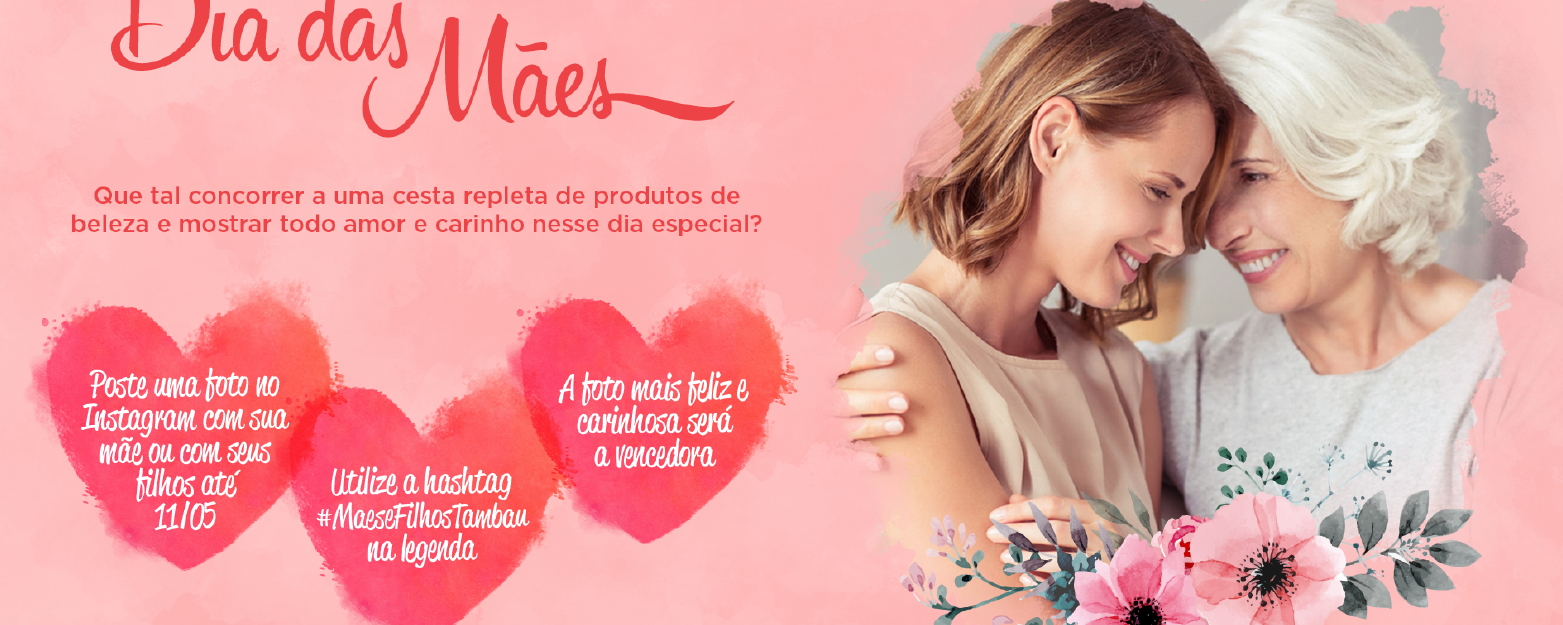 Dia das
Mães
Que tal concorrer a uma cesta repleta de produtos de
beleza e mostrar todo amor e carinho nesse dia especial?
Poste uma foto no
Instagram com sua
mãe ou com seus
filhos até
11/05
Utilize a hashtag
#MaeseFilhosTambau
na legenda
A foto mais feliz e
carinhosa será
a vencedora